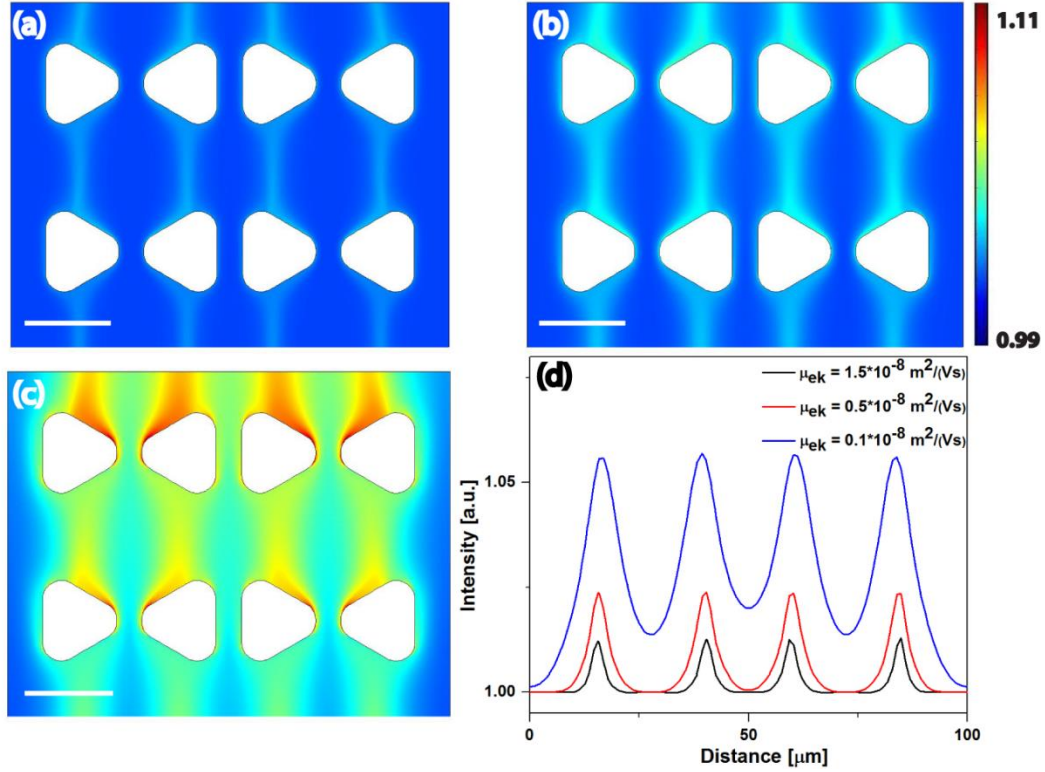 (a)
(b)
1.11
0.99
(c)
(d)
μek = 1.5*10-8 m2/(Vs)
μek = 0.5*10-8 m2/(Vs)
μek = 0.1*10-8 m2/(Vs)
1.05
1.00
Intensity [a.u.]
0
50
100
Distance [μm]